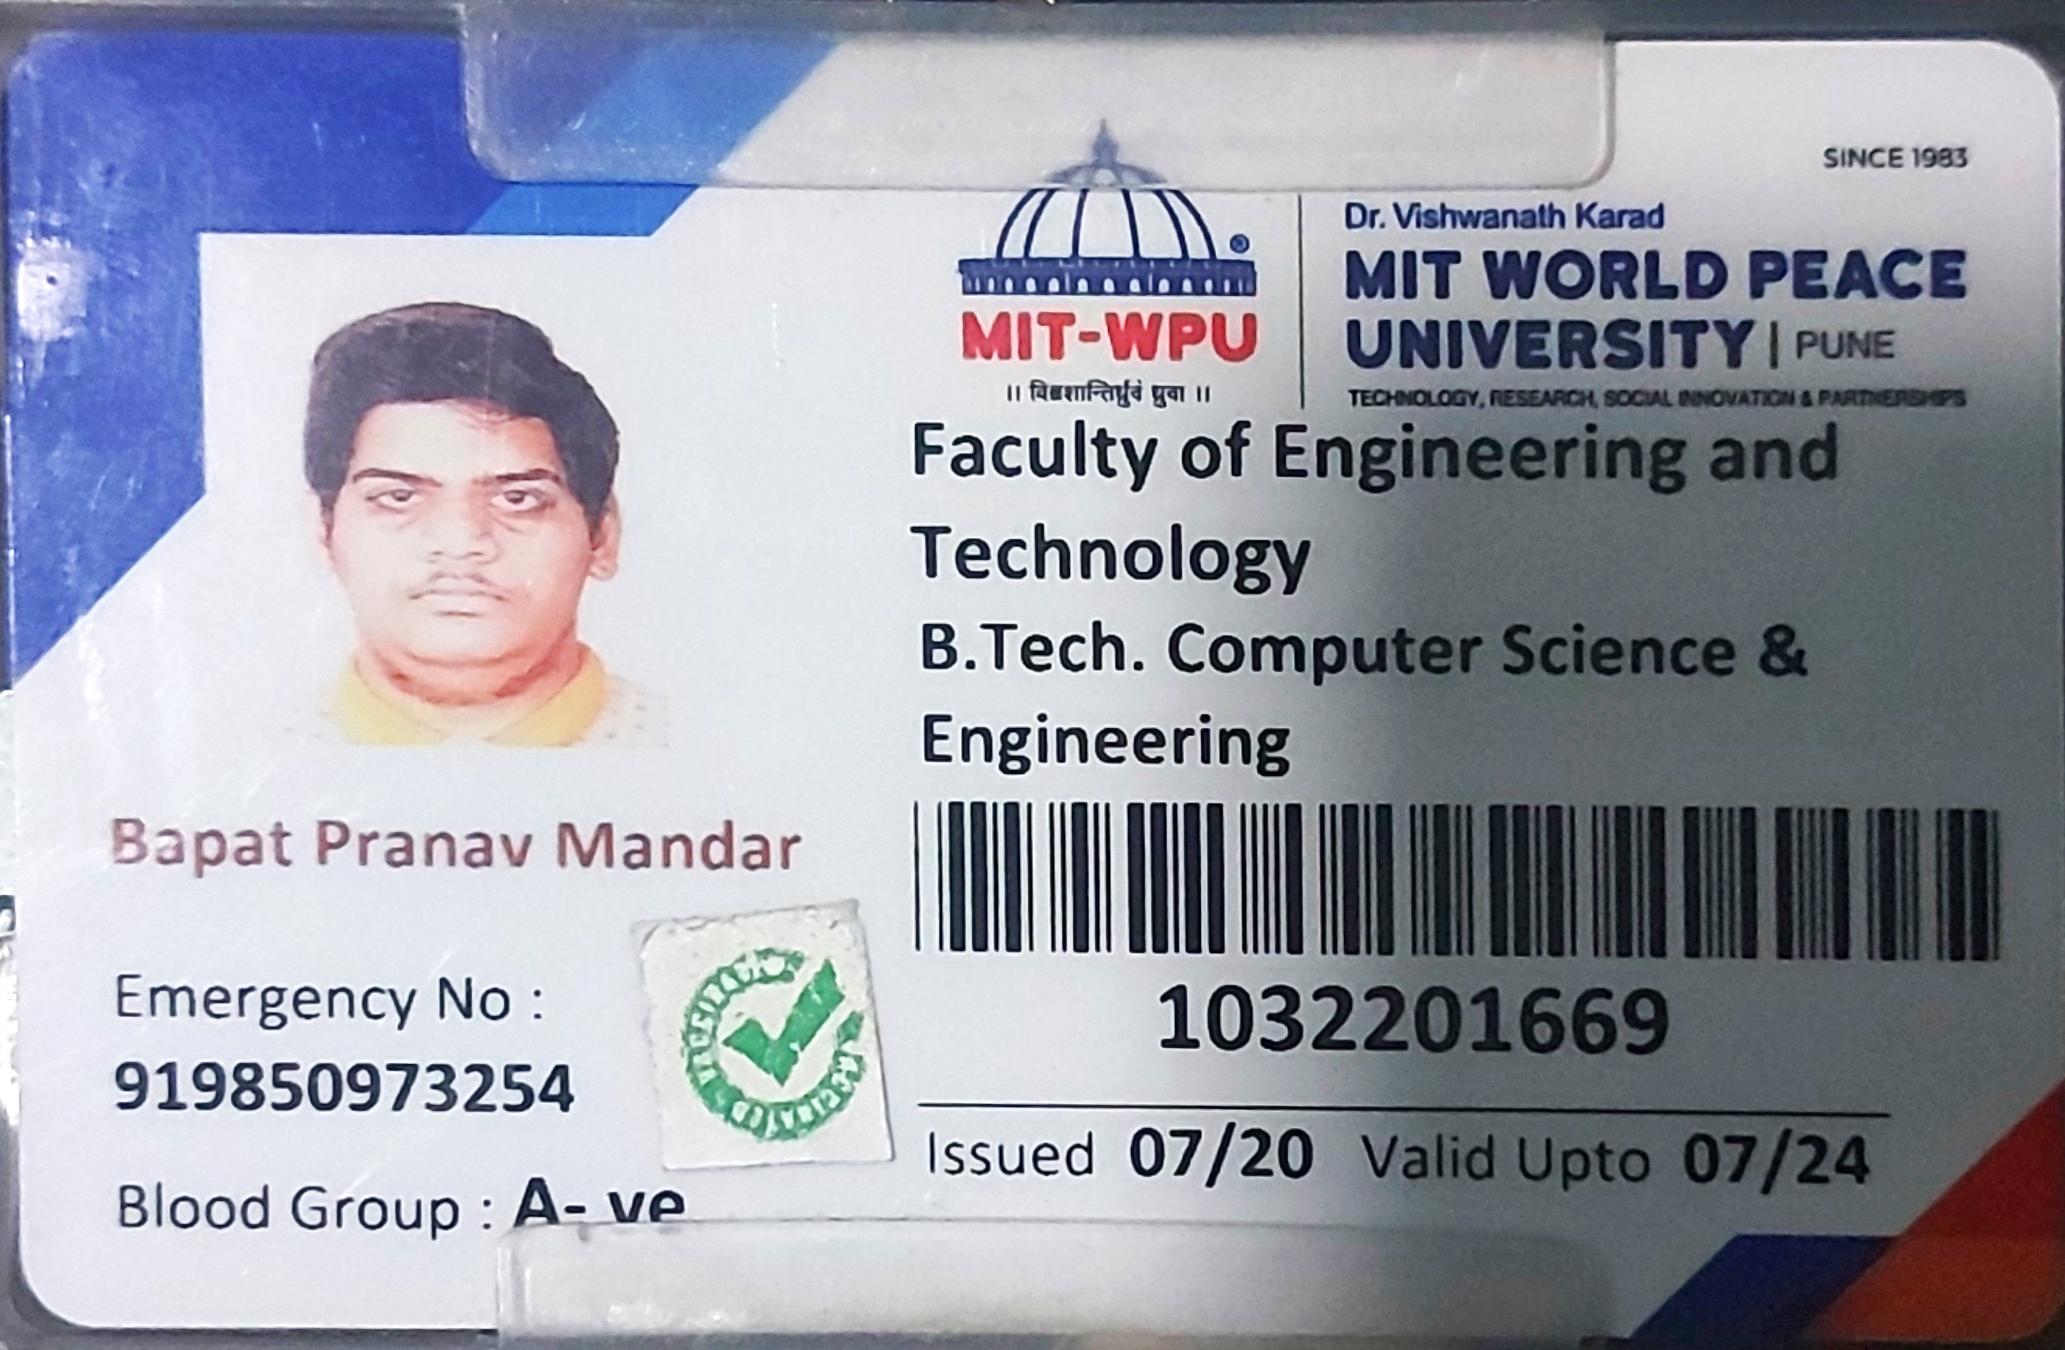 SINCE 1983
Dr. Vishwanath Karad
MIT WORLD PEACE
UNIVERSITY | PUNE
TECHNOLOGY, RESEARCH, SOCIAL INNOVATION & PARTNERSHIPS
MIT-WPU
।। विश्वशान्तिर्ध्रुवं ध्रुवा ।।
Faculty of Engineering and
Technology
B.Tech. Computer Science &
Engineering
Bapat Pranav Mandar
Emergency No :
919850973254
Blood Group : A- ve
VACCINATED VACCINATED
1032201669
Issued 07/20 Valid Upto 07/24